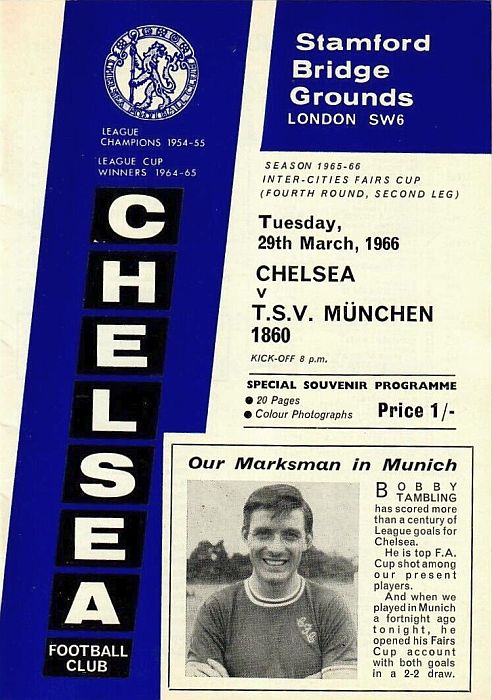 LEAGUE
CHAMPIONS 1954-55
LEAGUE CUP
WINNERS 1964-65
CHELSEA
FOOTBALL
CLUB
Stamford
Bridge
Grounds
LONDON SW6
SEASON 1965-66
INTER-CITIES FAIRS CUP
(FOURTH ROUND, SECOND LEG)
Tuesday,
29th March, 1966
CHELSEA
v
T.S.V. MÜNCHEN
1860
KICK-OFF 8 p.m.
SPECIAL SOUVENIR PROGRAMME
● 20 Pages
● Colour Photographs
Price 1/-
Our Marksman in Munich
BOBBY
TAMBLING
has scored more
than a century of
League goals for
Chelsea.
He is top F.A.
Cup shot among
our present
players.
And when we
played in Munich
a fortnight ago
tonight, he
opened his Fairs
Cup account
with both goals
in a 2-2 draw.